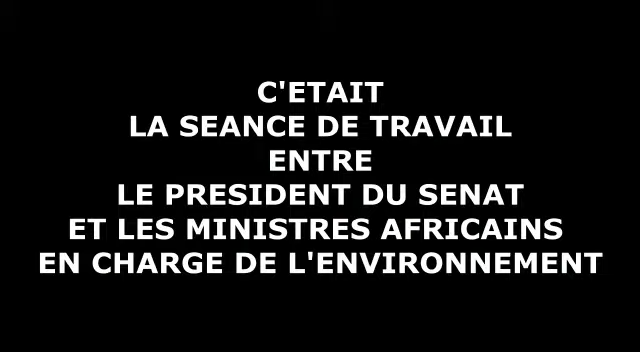 C'ETAIT
LA SEANCE DE TRAVAIL
ENTRE
LE PRESIDENT DU SENAT
ET LES MINISTRES AFRICAINS
EN CHARGE DE L'ENVIRONNEMENT